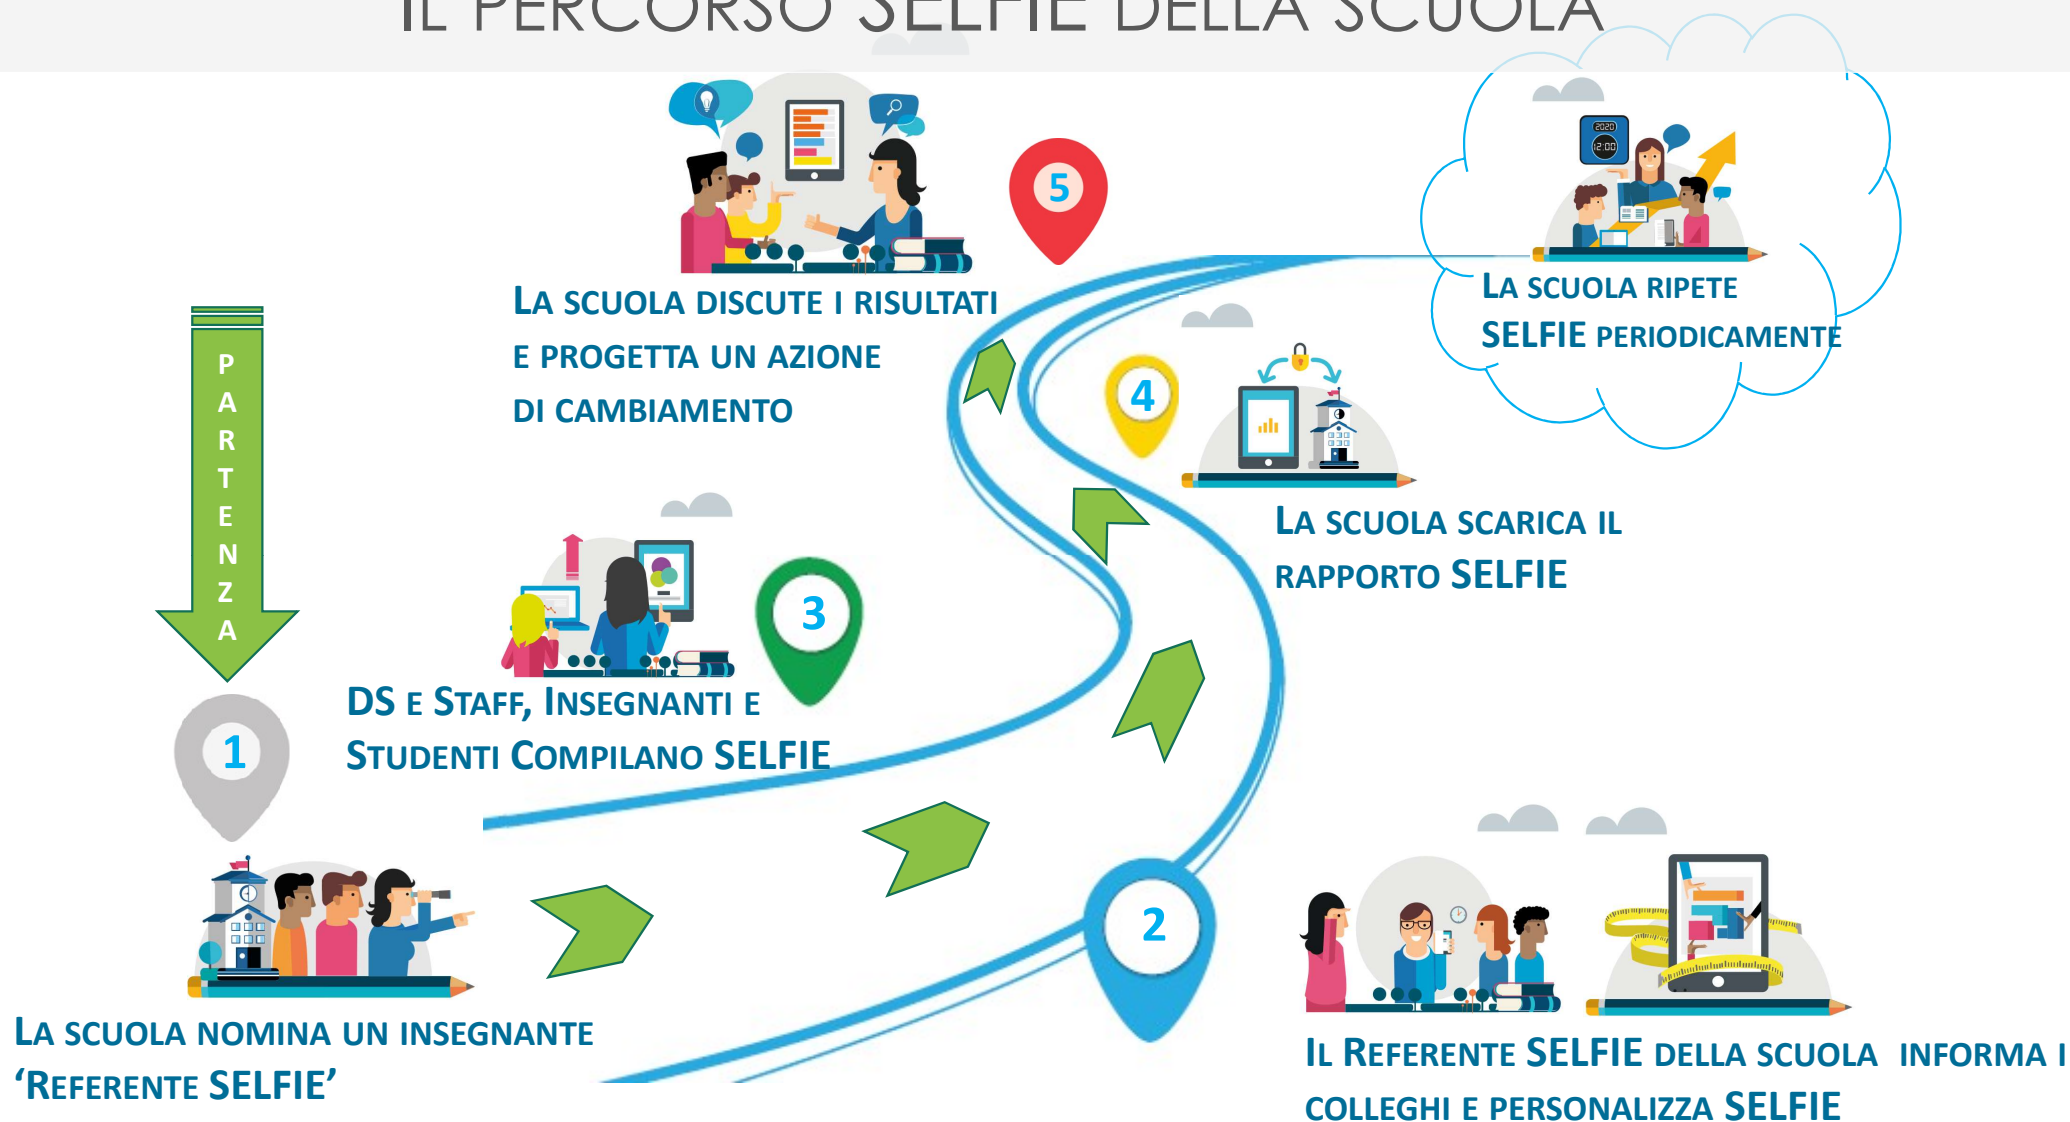 IL PERCORSO SELFIE DELLA SCUOLA
PARTENZA
1
LA SCUOLA NOMINA UN INSEGNANTE
‘REFERENTE SELFIE’
2
IL REFERENTE SELFIE DELLA SCUOLA INFORMA I
COLLEGHI E PERSONALIZZA SELFIE
3
DS E STAFF, INSEGNANTI E
STUDENTI COMPILANO SELFIE
4
LA SCUOLA SCARICA IL
RAPPORTO SELFIE
5
LA SCUOLA DISCUTE I RISULTATI
E PROGETTA UN AZIONE
DI CAMBIAMENTO
2020
12:00
LA SCUOLA RIPETE
SELFIE PERIODICAMENTE